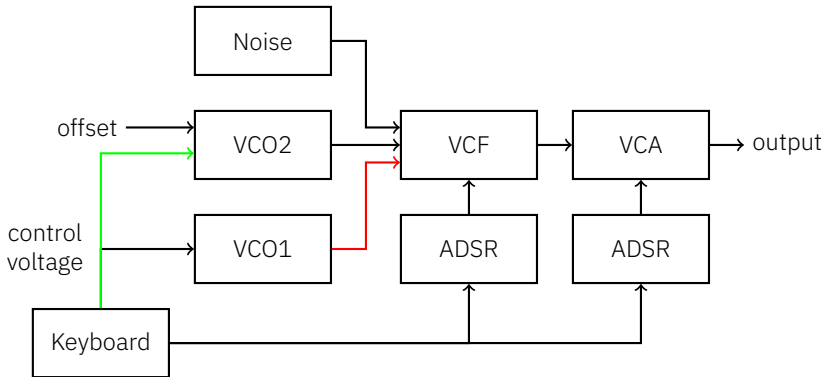 Noise
offset
VCO2
VCF
VCA
output
control
voltage
VCO1
ADSR
ADSR
Keyboard